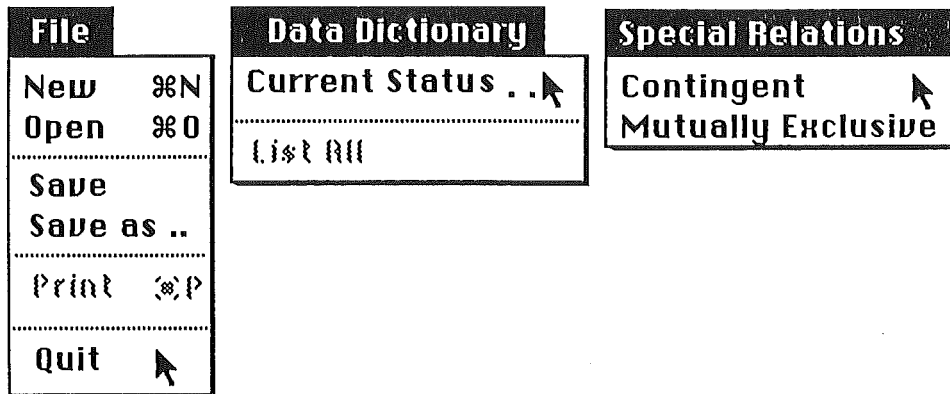 File
New ⌘N
Open ⌘O
Save
Save as ..
Print ⌘P
Quit
Data Dictionary
Current Status ..
List All
Special Relations
Contingent
Mutually Exclusive